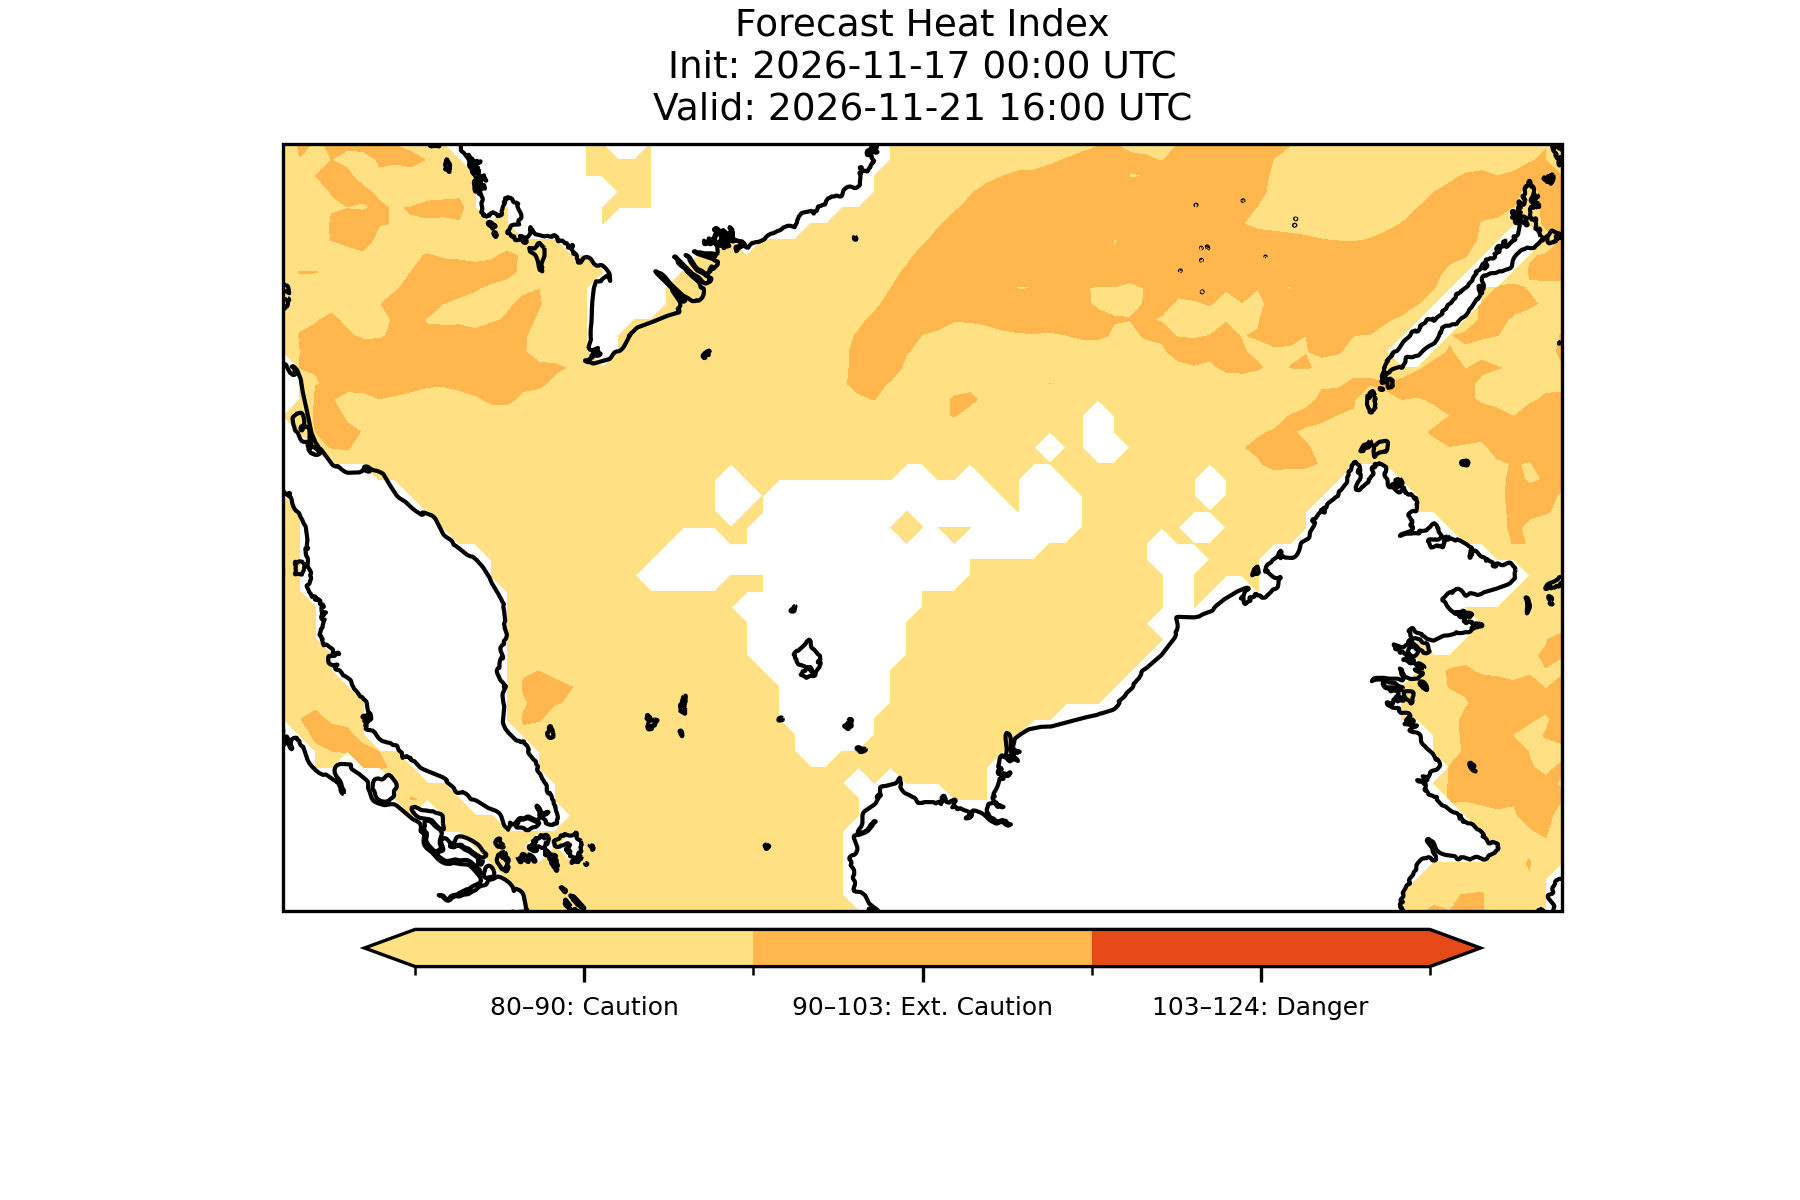 Forecast Heat Index
Init: 2026-11-17 00:00 UTC
Valid: 2026-11-21 16:00 UTC
80–90: Caution
90–103: Ext. Caution
103–124: Danger